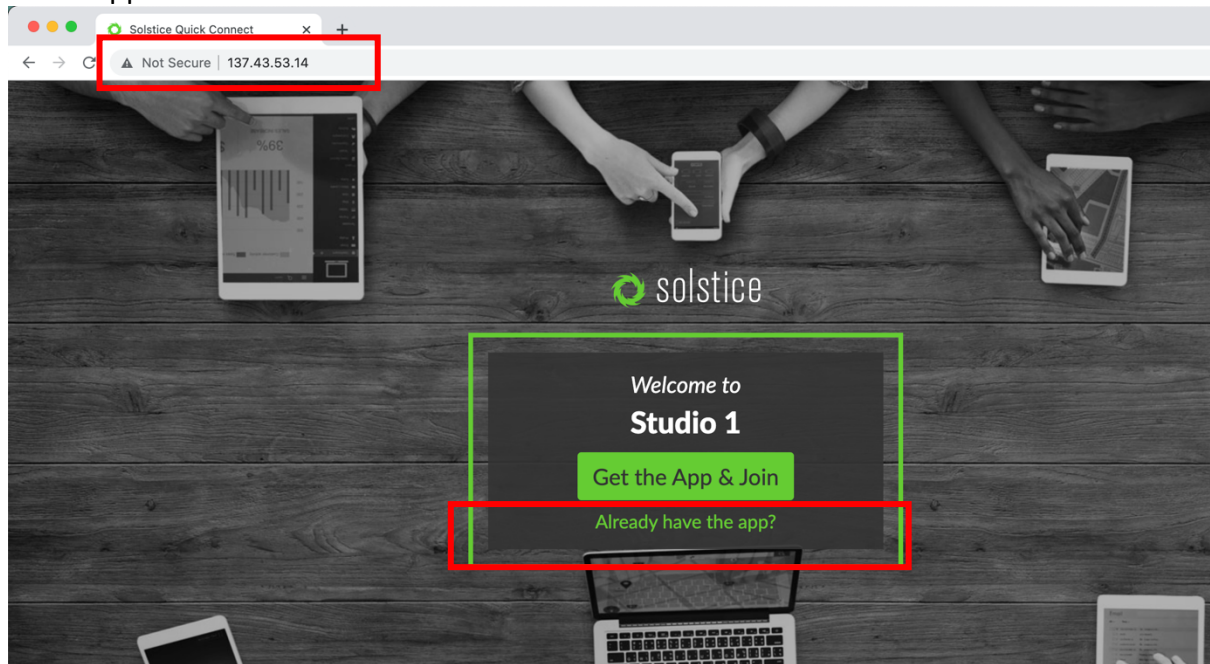 Solstice Quick Connect
Not Secure | 137.43.53.14
solstice
Welcome to
Studio 1
Get the App & Join
Already have the app?